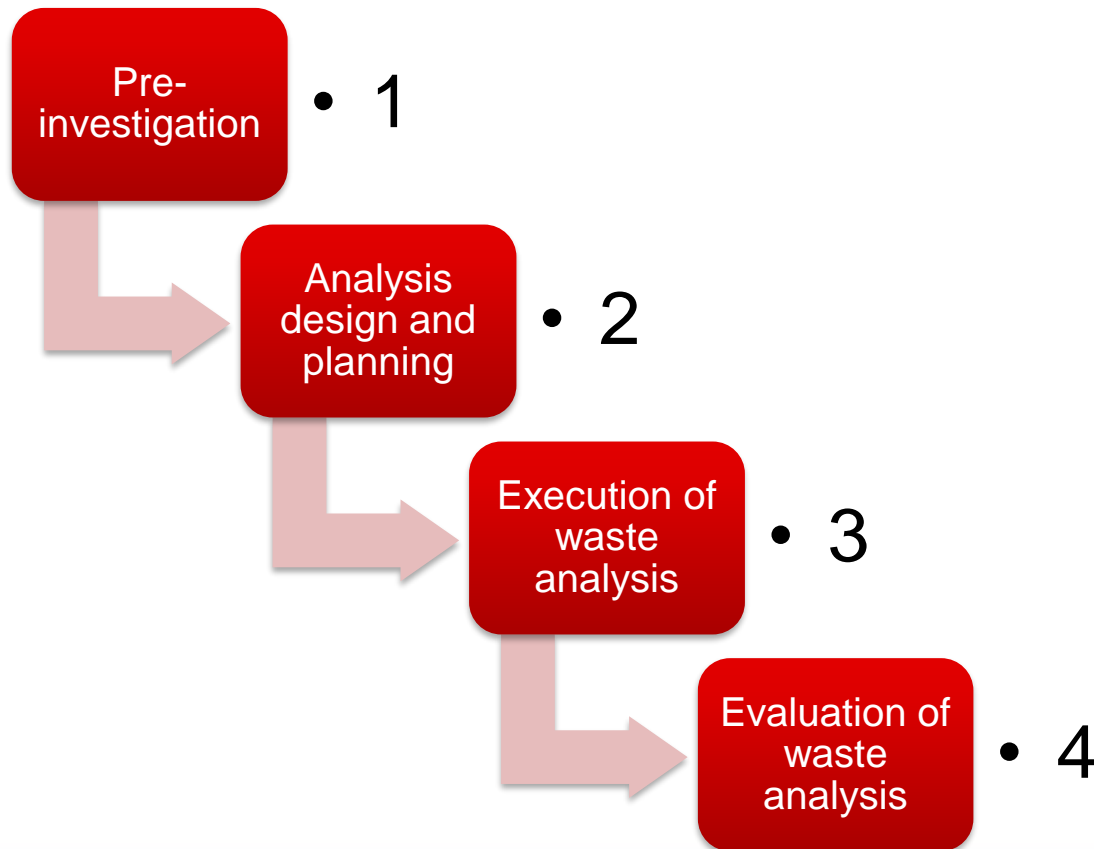 Pre-
investigation
• 1
Analysis
design and
planning
• 2
Execution of
waste
analysis
• 3
Evaluation of
waste
analysis
• 4